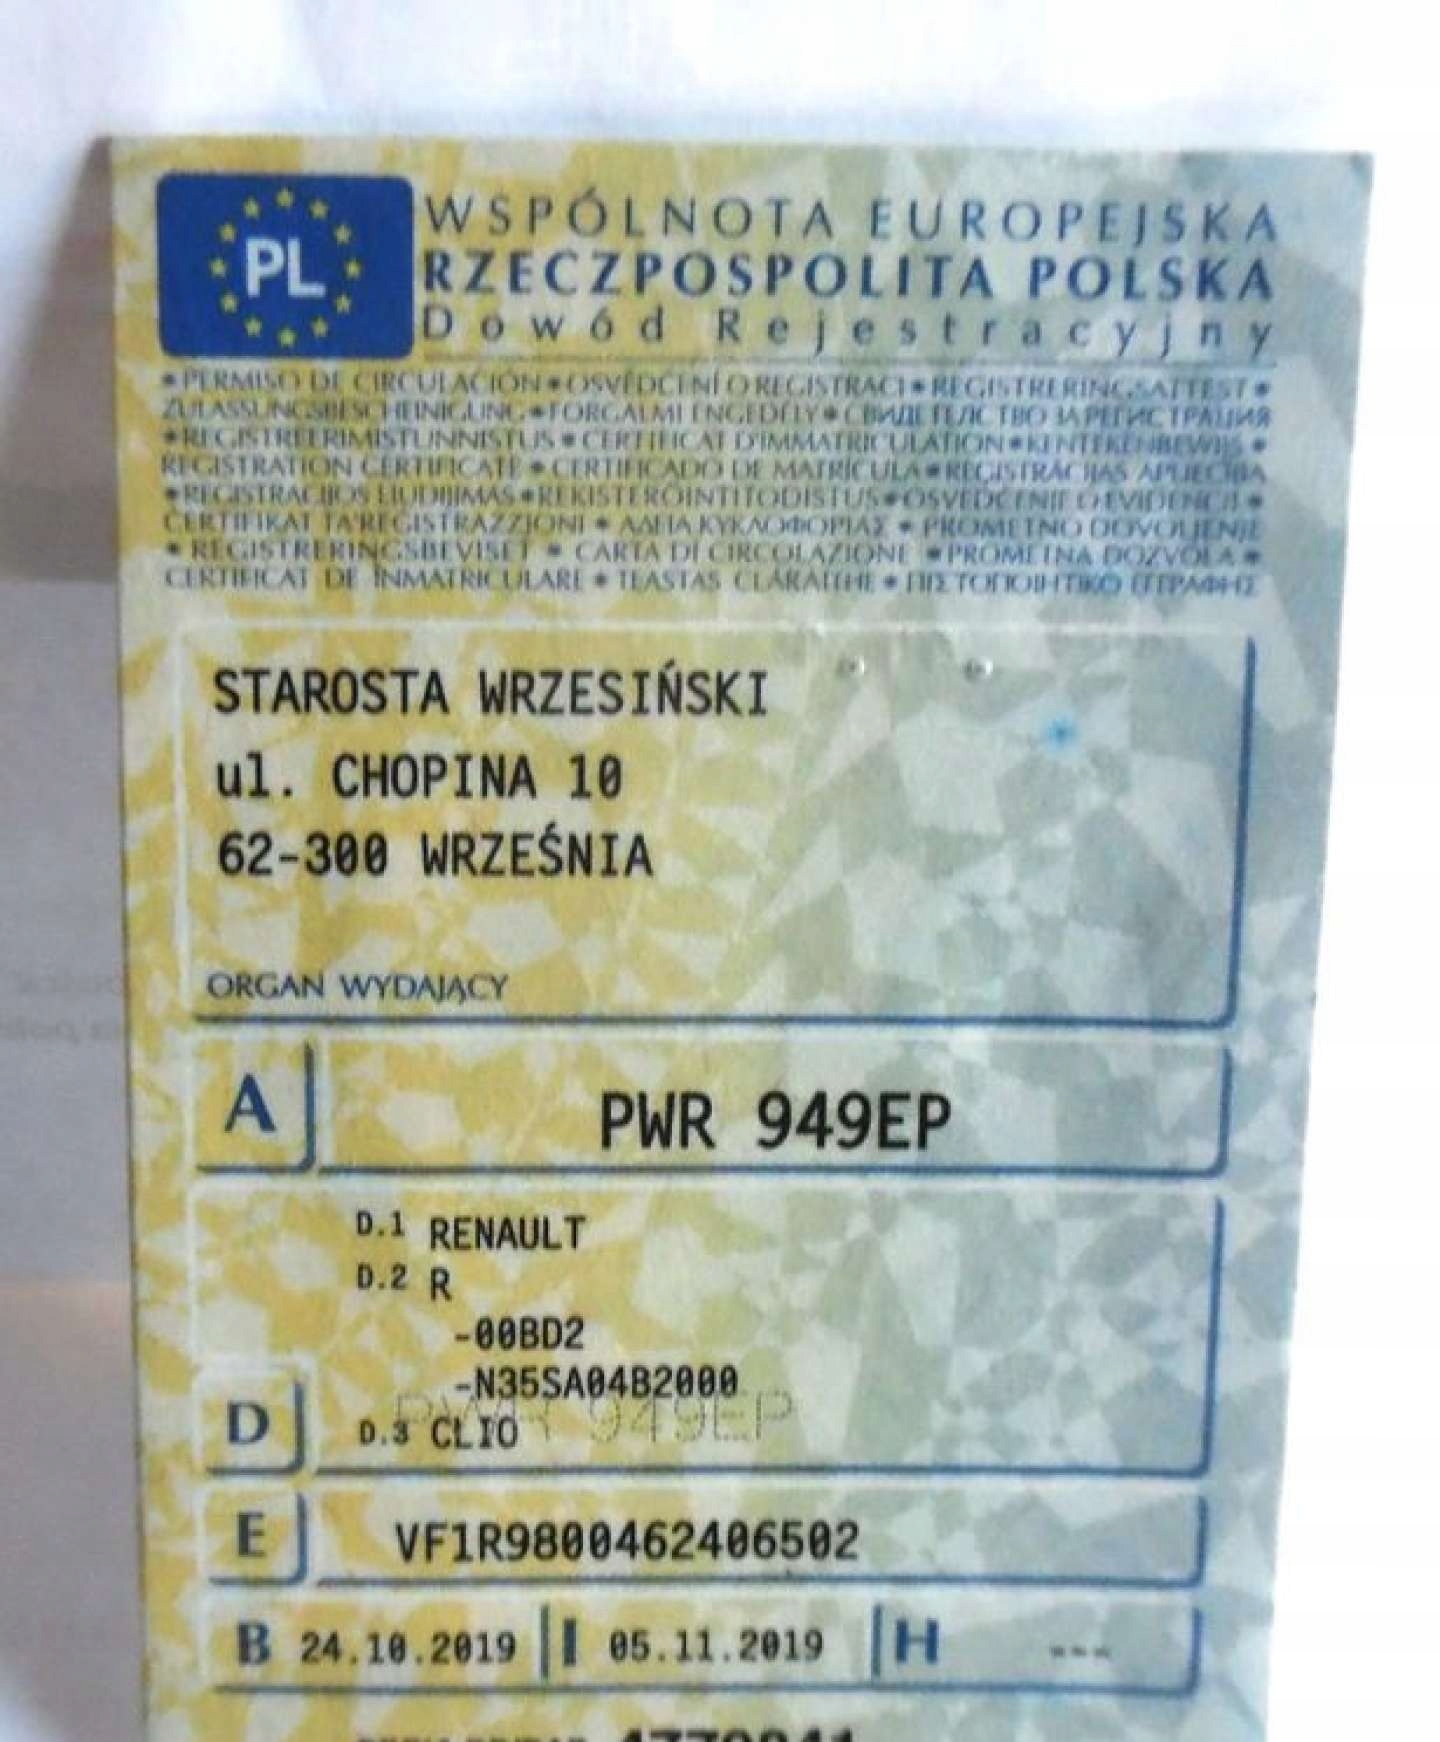 PL
WSPÓLNOTA EUROPEJSKA
RZECZPOSPOLITA POLSKA
Dowód Rejestracyjny
*PERMISO DE CIRCULACIÓN*OSVĚDČENÍ O REGISTRACI*REGISTRERINGSATTEST*
ZULASSUNGSBESCHEINIGUNG*FORGALMI ENGEDÉLY*СВИДЕТЕЛСТВО ЗА РЕГИСТРАЦИЯ
*REGISTREERIMISTUNNISTUS*CERTIFICAT D'IMMATRICULATION*KENTEKENBEWIJS*
REGISTRATION CERTIFICATE*CERTIFICADO DE MATRÍCULA*REĢISTRĀCIJAS APLIECĪBA
*REGISTRACIJOS LIUDIJIMAS*REKISTERÖINTITODISTUS*OSVEDČENIE O EVIDENCII*
ĊERTIFIKAT TA'REĠISTRAZZJONI*ΑΔΕΙΑ ΚΥΚΛΟΦΟΡΙΑΣ*PROMETNO DOVOLJENJE
*REGISTRERINGSBEVISET*CARTA DI CIRCOLAZIONE*PROMETNA DOZVOLA*
CERTIFICAT DE ÎNMATRICULARE*TEASTAS CLÁRAITHE*ΠΙΣΤΟΠΟΙΗΤΙΚΟ ΕΓΓΡΑΦΗΣ
STAROSTA WRZESIŃSKI
ul. CHOPINA 10
62-300 WRZEŚNIA
ORGAN WYDAJĄCY
A PWR 949EP
D.1 RENAULT
D.2 R
-00BD2
-N35SA04B2000
PWR 949EP
D D.3 CLIO
E VF1R9800462406502
B 24.10.2019 I 05.11.2019 H ---